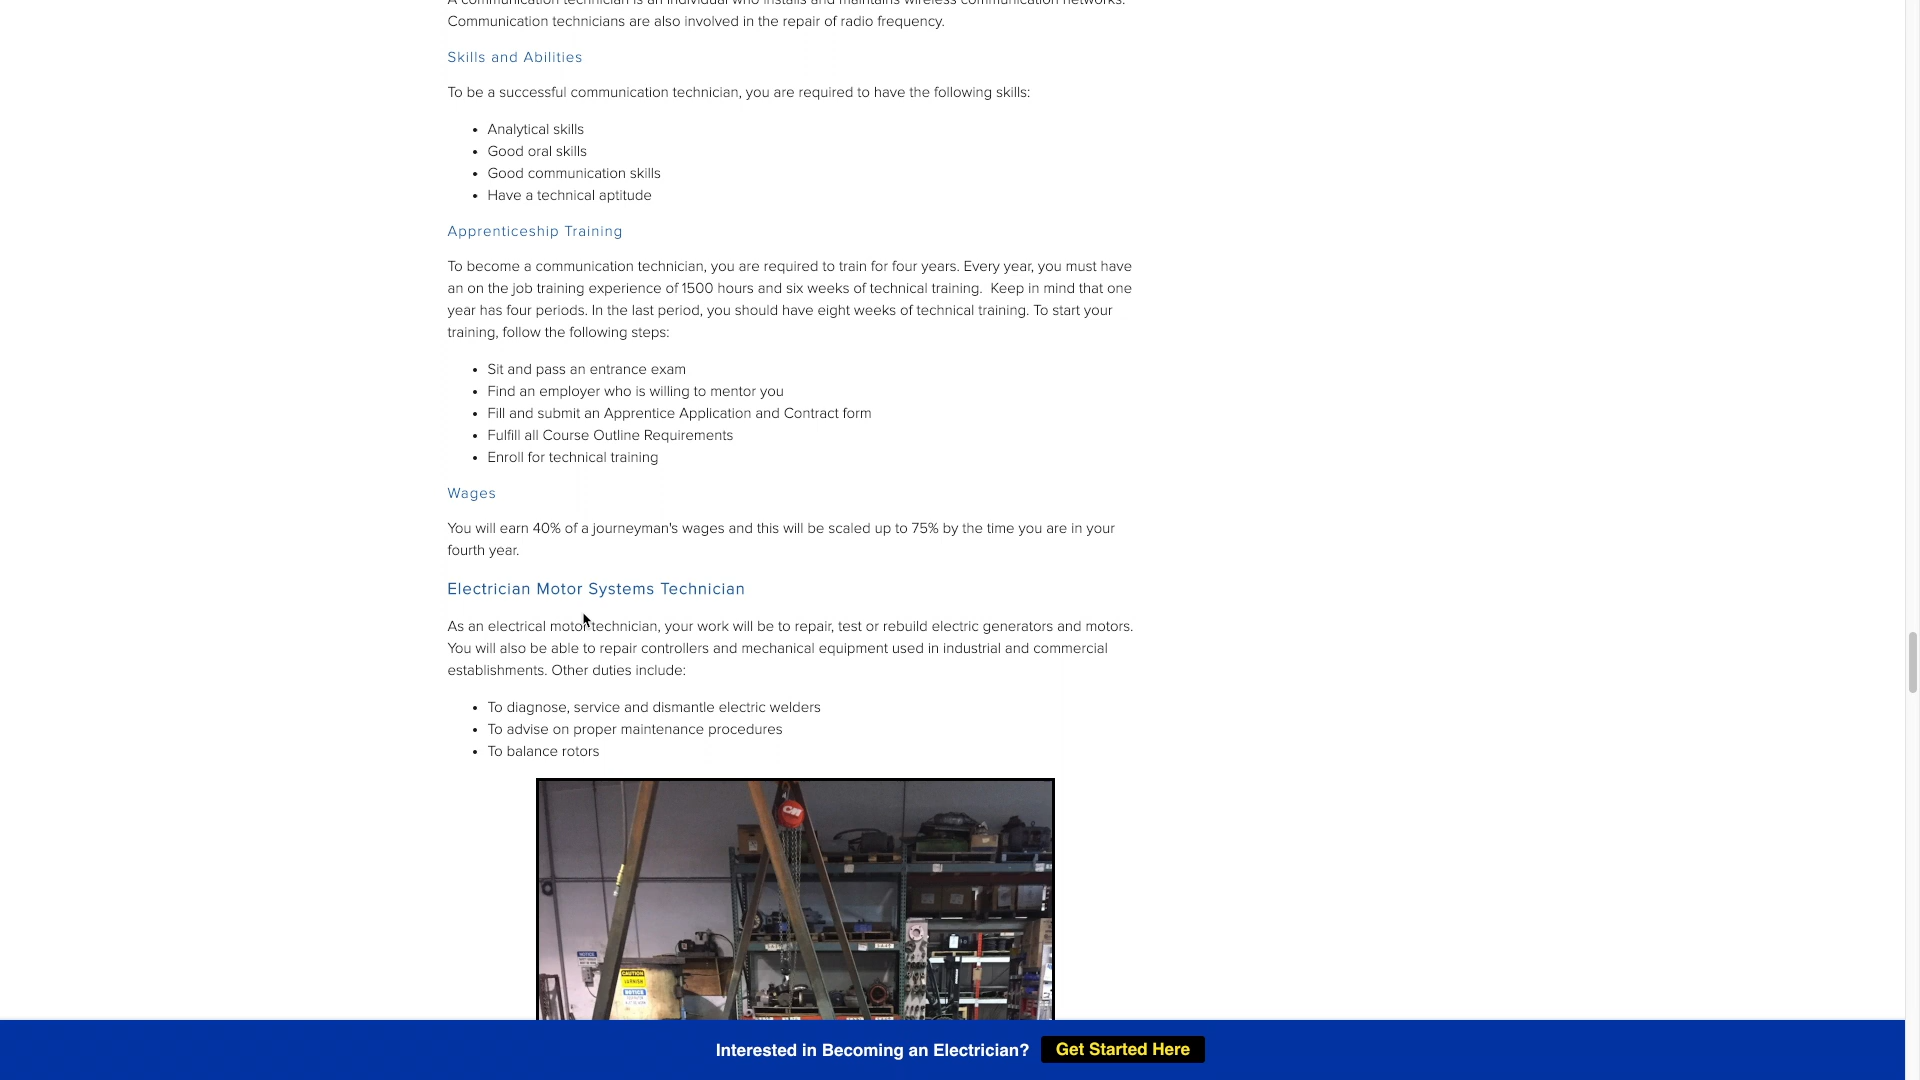 A communication technician is an individual who installs and maintains wireless communication networks.
Communication technicians are also involved in the repair of radio frequency.
Skills and Abilities
To be a successful communication technician, you are required to have the following skills:
• Analytical skills
• Good oral skills
• Good communication skills
• Have a technical aptitude
Apprenticeship Training
To become a communication technician, you are required to train for four years. Every year, you must have
an on the job training experience of 1500 hours and six weeks of technical training.  Keep in mind that one
year has four periods. In the last period, you should have eight weeks of technical training. To start your
training, follow the following steps:
• Sit and pass an entrance exam
• Find an employer who is willing to mentor you
• Fill and submit an Apprentice Application and Contract form
• Fulfill all Course Outline Requirements
• Enroll for technical training
Wages
You will earn 40% of a journeyman's wages and this will be scaled up to 75% by the time you are in your
fourth year.
Electrician Motor Systems Technician
As an electrical motor technician, your work will be to repair, test or rebuild electric generators and motors.
You will also be able to repair controllers and mechanical equipment used in industrial and commercial
establishments. Other duties include:
• To diagnose, service and dismantle electric welders
• To advise on proper maintenance procedures
• To balance rotors
CM
NOTICE
CAUTION
VARNISH
NOTICE
Interested in Becoming an Electrician?
Get Started Here